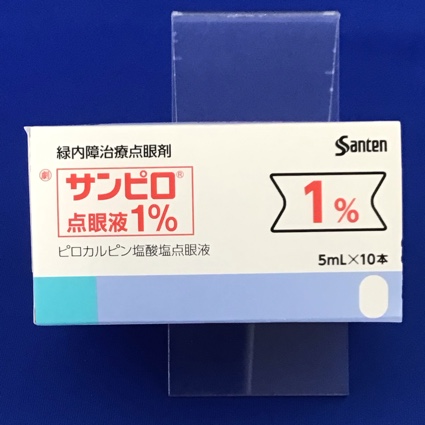 緑内障治療点眼剤
Santen
劇
サンピロ®
点眼液1%
ピロカルピン塩酸塩点眼液
1%
5mL×10本